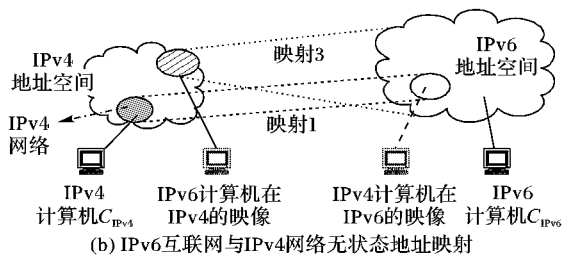 IPv4
地址空间
映射3
IPv6
地址空间
IPv4
网络
映射1
IPv4
计算机C_IPv4
IPv6计算机在
IPv4的映像
IPv4计算机在
IPv6的映像
IPv6
计算机C_IPv6
(b) IPv6互联网与IPv4网络无状态地址映射